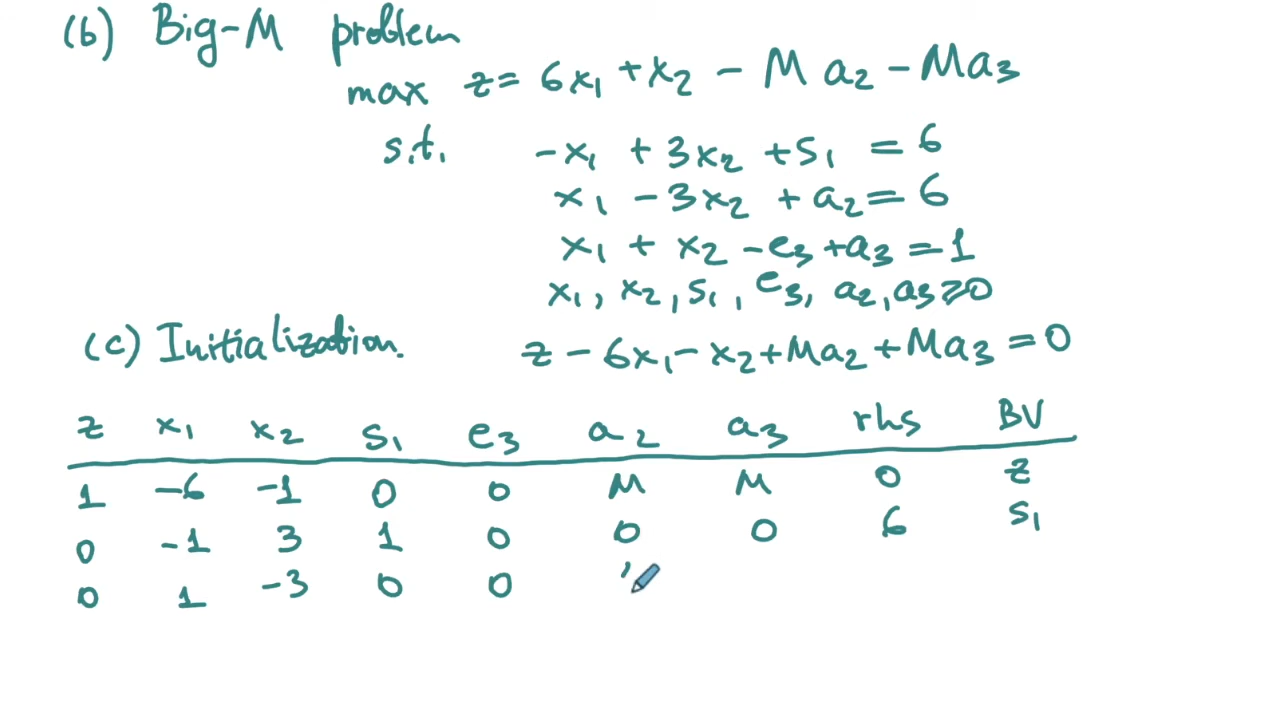 (b) Big-M problem
max z = 6x₁ + x₂ - M a₂ - Ma₃
s.t. -x₁ + 3x₂ + s₁ = 6
x₁ - 3x₂ + a₂ = 6
x₁ + x₂ - e₃ + a₃ = 1
x₁, x₂, s₁, e₃, a₂, a₃ ≥ 0
(c) Initialization. z - 6x₁ - x₂ + Ma₂ + Ma₃ = 0
z x₁ x₂ s₁ e₃ a₂ a₃ rhs BV
1 -6 -1 0 0 M M 0 z
0 -1 3 1 0 0 0 6 s₁
0 1 -3 0 0